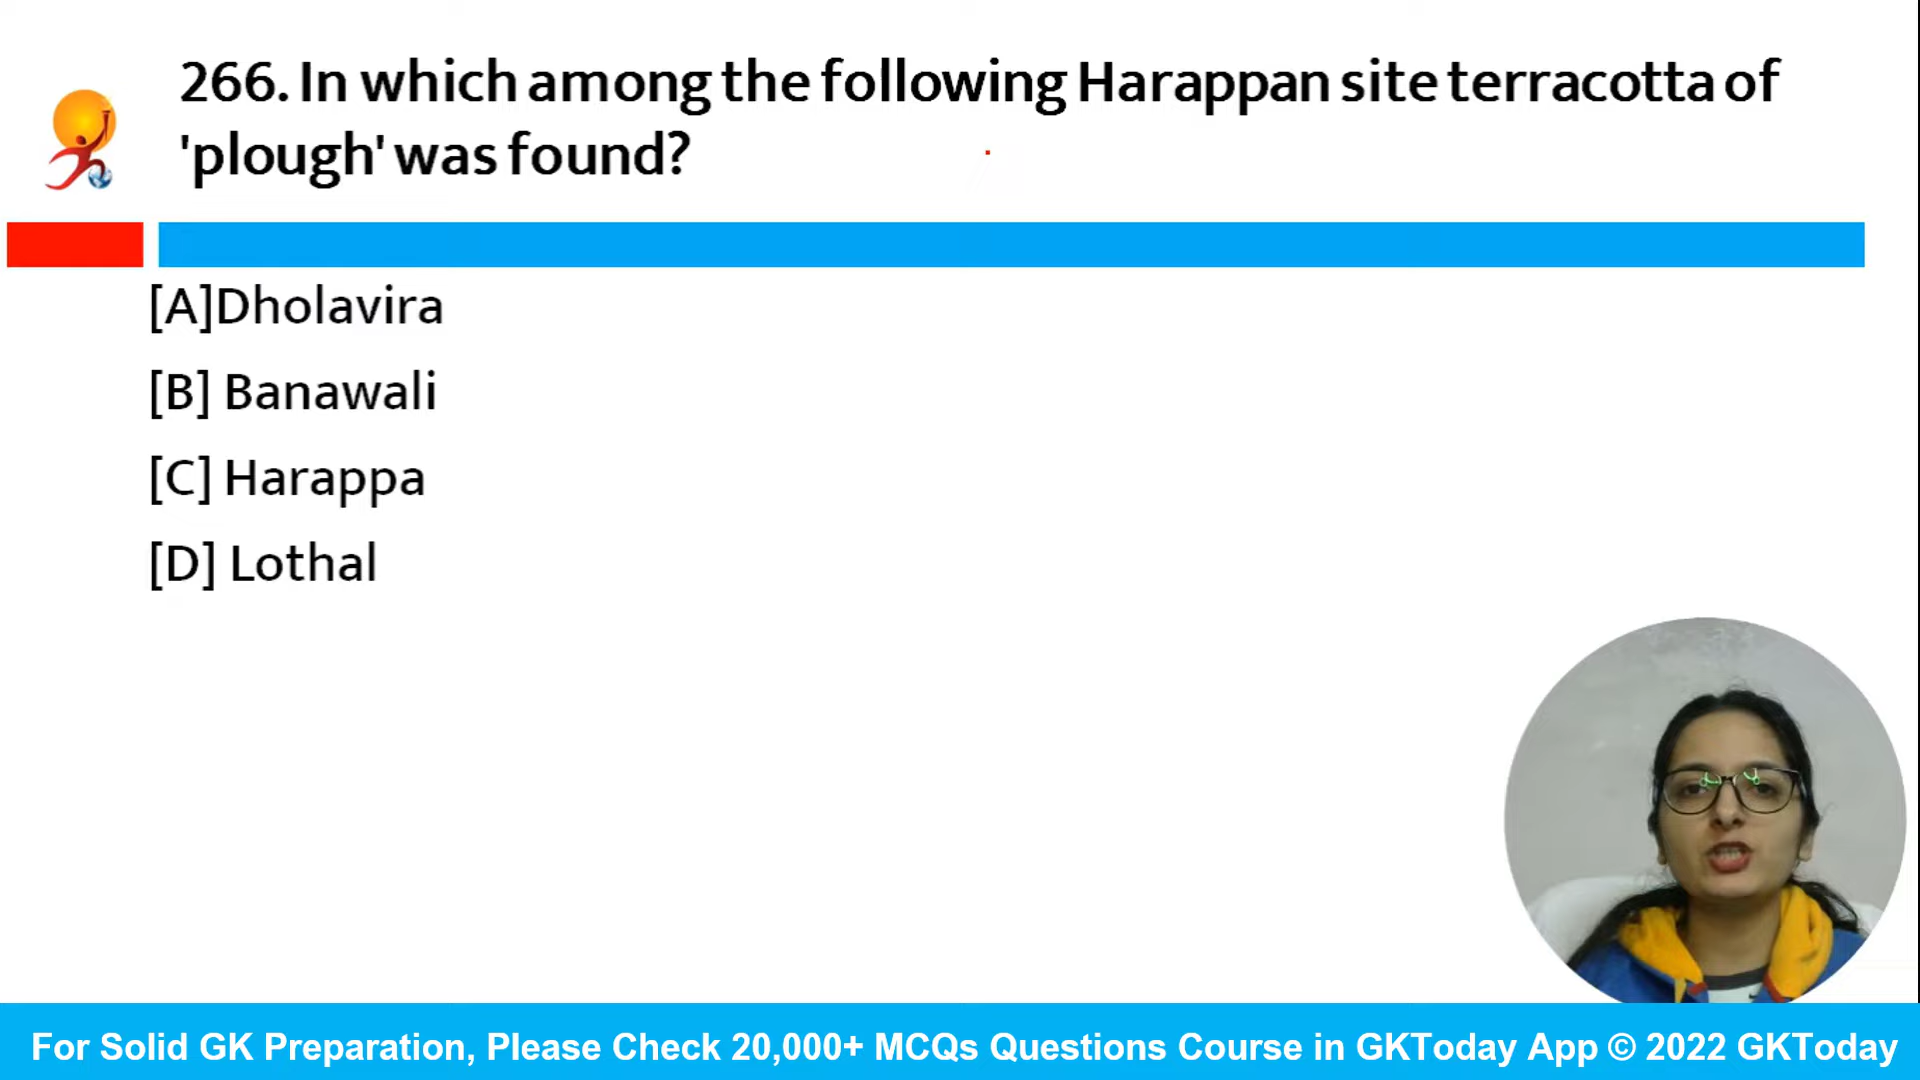 266. In which among the following Harappan site terracotta of
'plough' was found?
[A]Dholavira
[B] Banawali
[C] Harappa
[D] Lothal
For Solid GK Preparation, Please Check 20,000+ MCQs Questions Course in GKToday App © 2022 GKToday